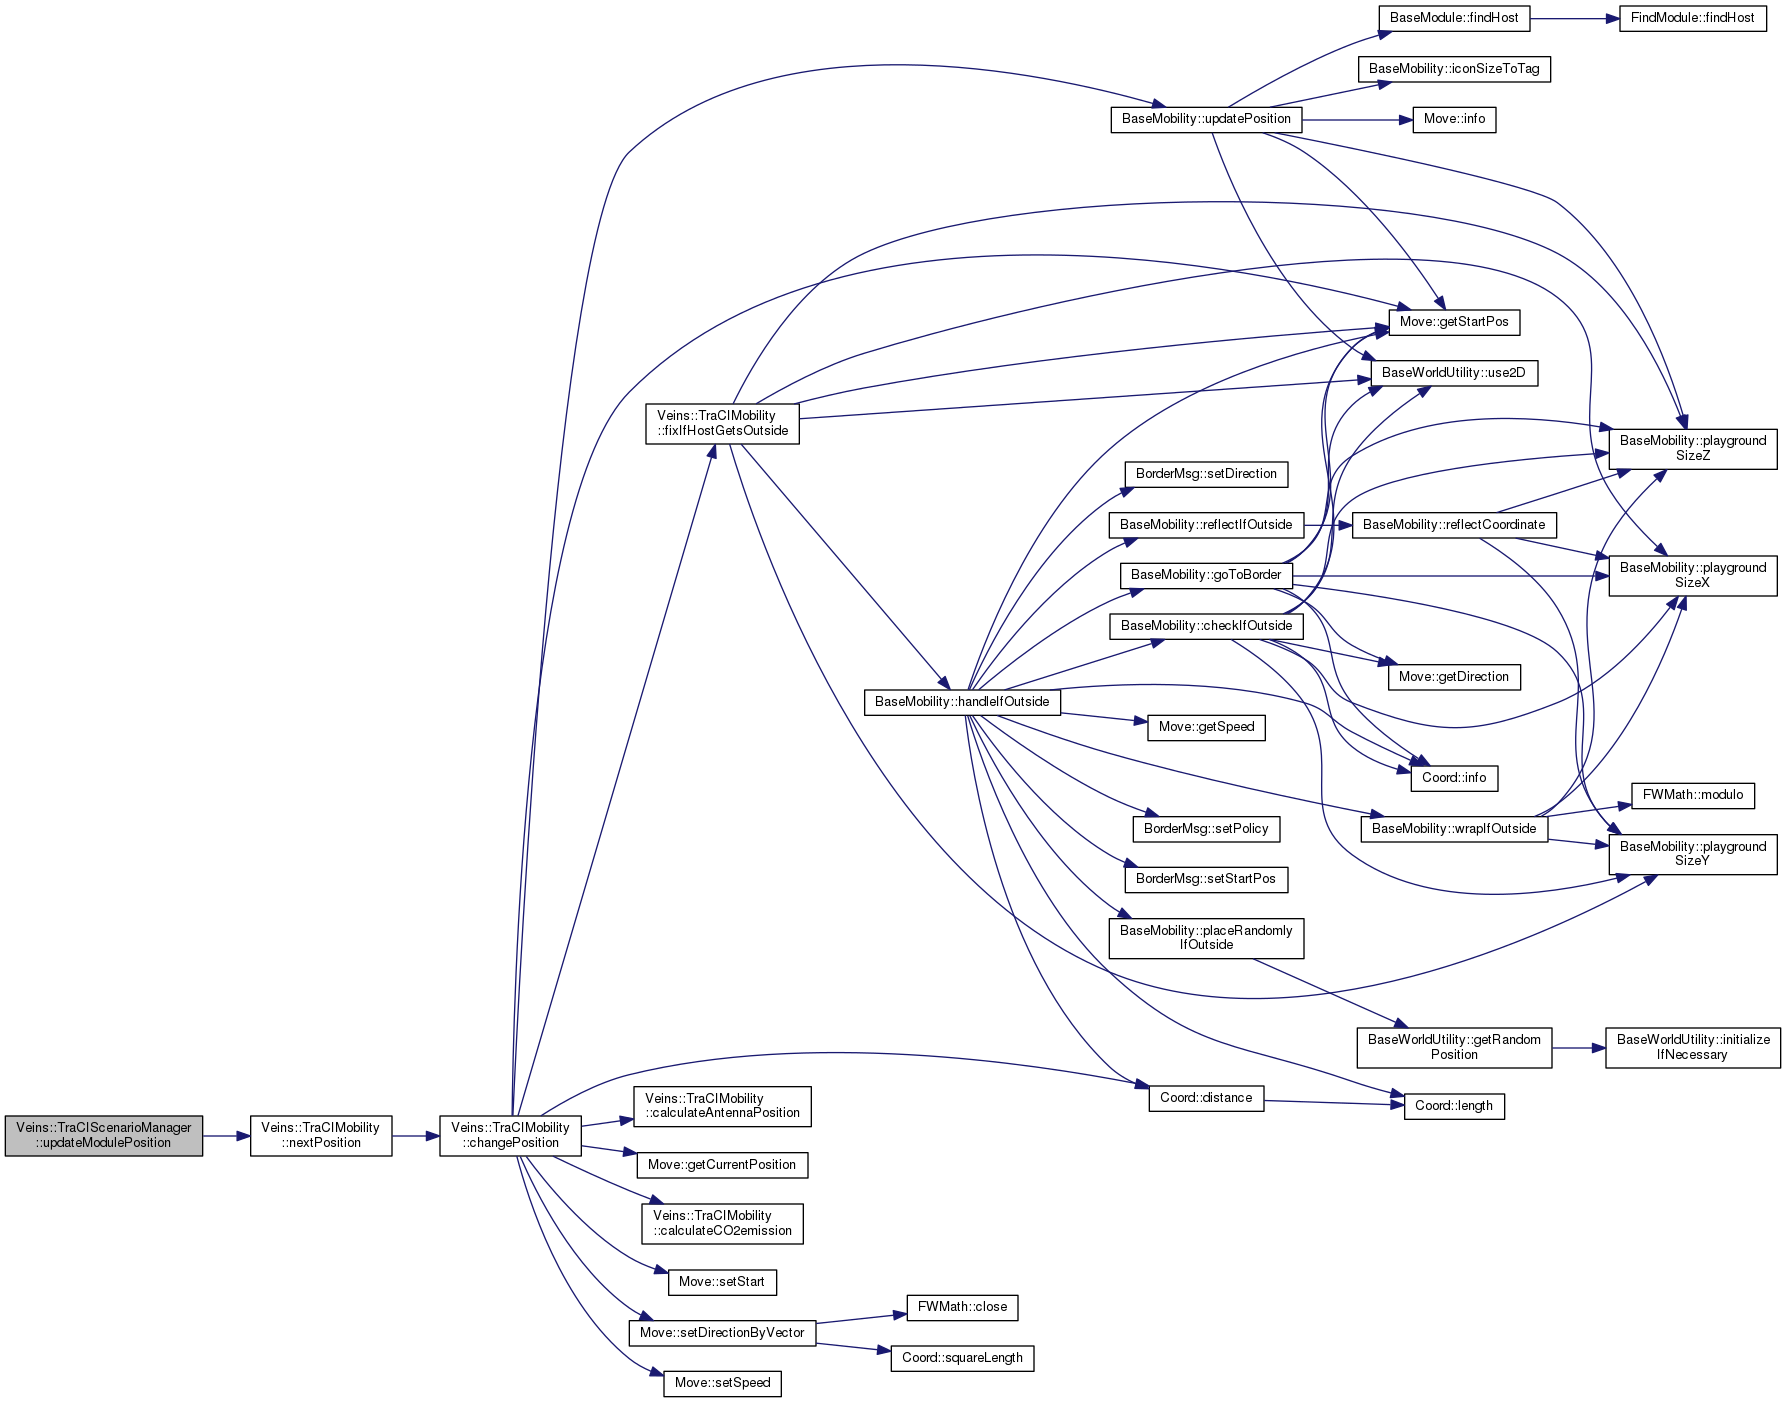 BaseModule::findHost
FindModule::findHost
BaseMobility::iconSizeToTag
BaseMobility::updatePosition
Move::info
Move::getStartPos
BaseWorldUtility::use2D
Veins::TraCIMobility
::fixIfHostGetsOutside
BaseMobility::playground
SizeZ
BorderMsg::setDirection
BaseMobility::reflectIfOutside
BaseMobility::reflectCoordinate
BaseMobility::goToBorder
BaseMobility::playground
SizeX
BaseMobility::checkIfOutside
Move::getDirection
BaseMobility::handleIfOutside
Move::getSpeed
Coord::info
FWMath::modulo
BorderMsg::setPolicy
BaseMobility::wrapIfOutside
BaseMobility::playground
SizeY
BorderMsg::setStartPos
BaseMobility::placeRandomly
IfOutside
BaseWorldUtility::getRandom
Position
BaseWorldUtility::initialize
IfNecessary
Coord::distance
Coord::length
Veins::TraCIScenarioManager
::updateModulePosition
Veins::TraCIMobility
::nextPosition
Veins::TraCIMobility
::changePosition
Veins::TraCIMobility
::calculateAntennaPosition
Move::getCurrentPosition
Veins::TraCIMobility
::calculateCO2emission
Move::setStart
FWMath::close
Move::setDirectionByVector
Coord::squareLength
Move::setSpeed